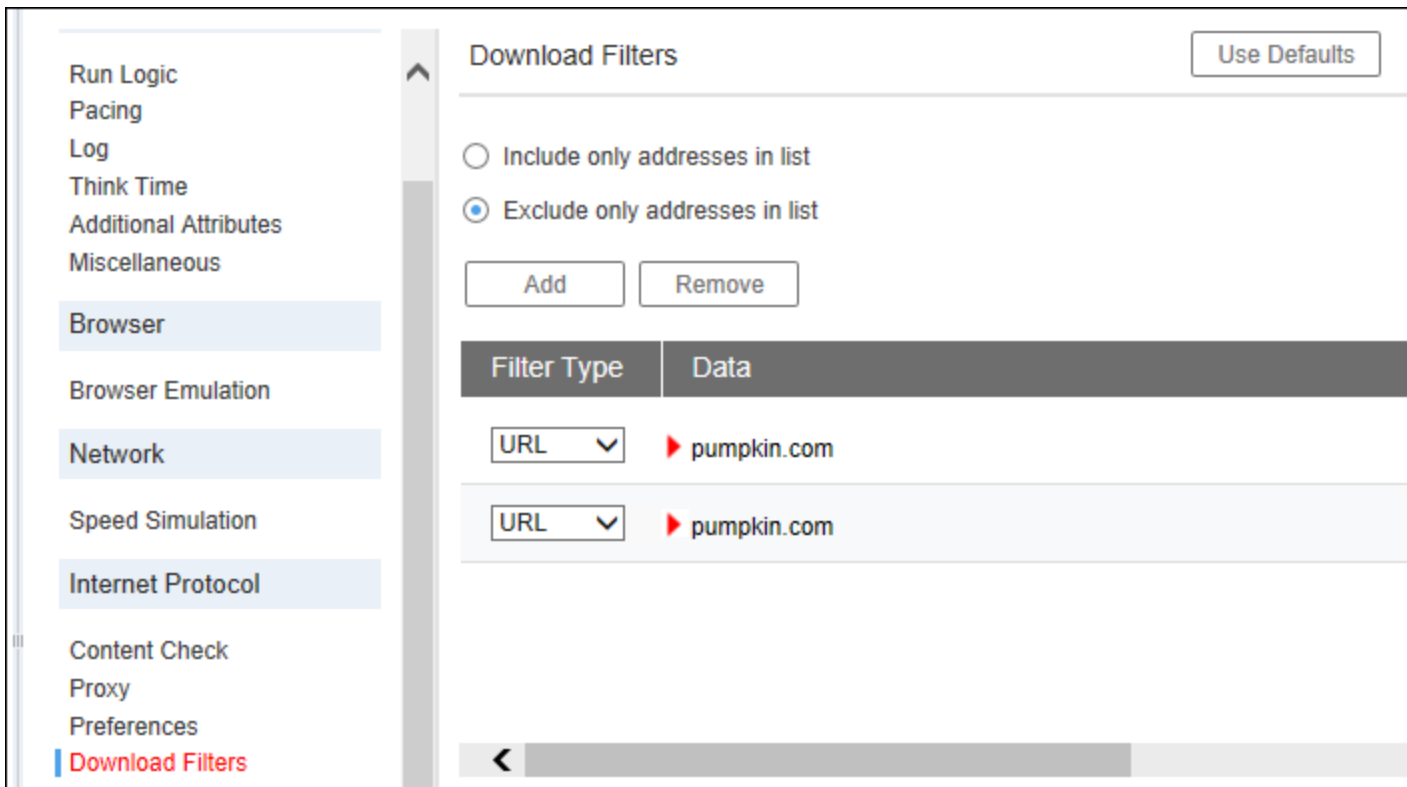 Run Logic
Pacing
Log
Think Time
Additional Attributes
Miscellaneous
Browser
Browser Emulation
Network
Speed Simulation
Internet Protocol
Content Check
Proxy
Preferences
Download Filters
Download Filters
Use Defaults
Include only addresses in list
Exclude only addresses in list
Add Remove
Filter Type Data
URL pumpkin.com
URL pumpkin.com